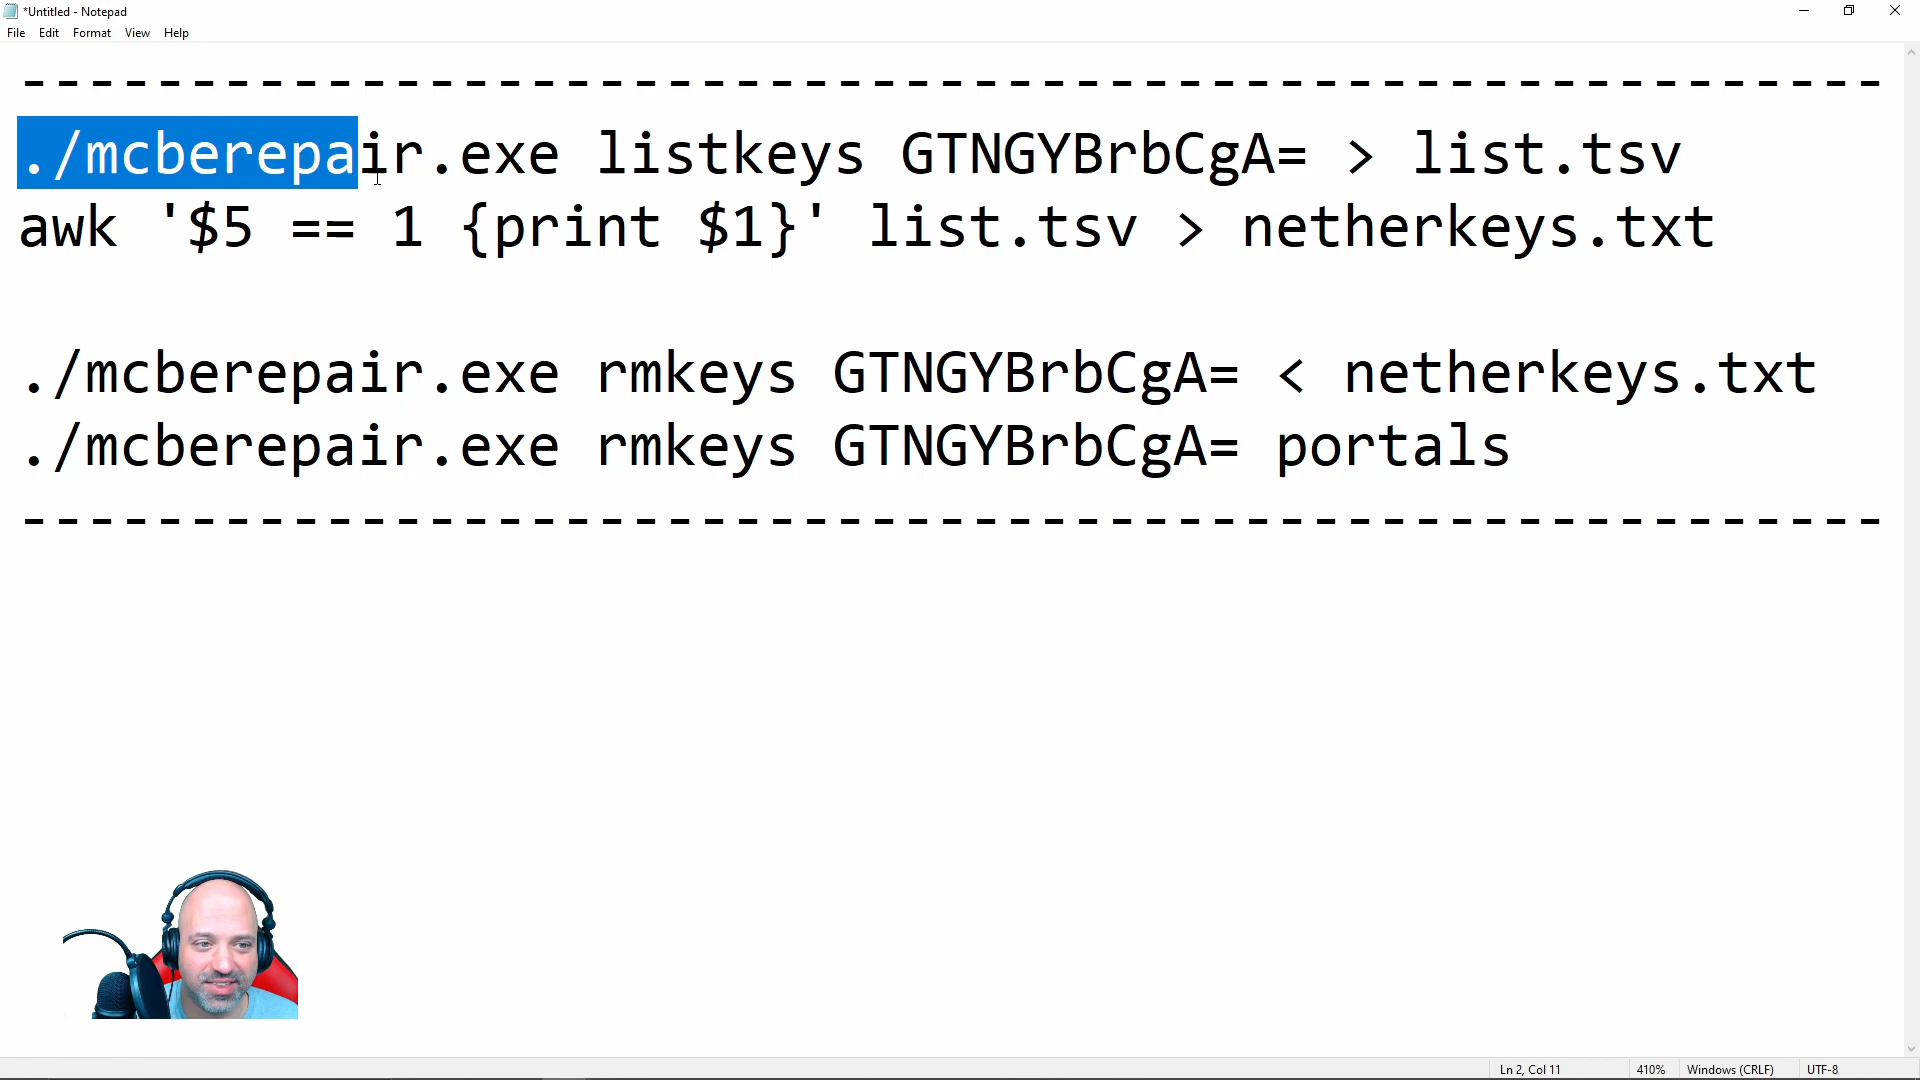 *Untitled - Notepad
File Edit Format View Help
-------------------------------------------------------
./mcberepair.exe listkeys GTNGYBrbCgA= > list.tsv
awk '$5 == 1 {print $1}' list.tsv > netherkeys.txt
./mcberepair.exe rmkeys GTNGYBrbCgA= < netherkeys.txt
./mcberepair.exe rmkeys GTNGYBrbCgA= portals
-------------------------------------------------------
Ln 2, Col 11 410% Windows (CRLF) UTF-8